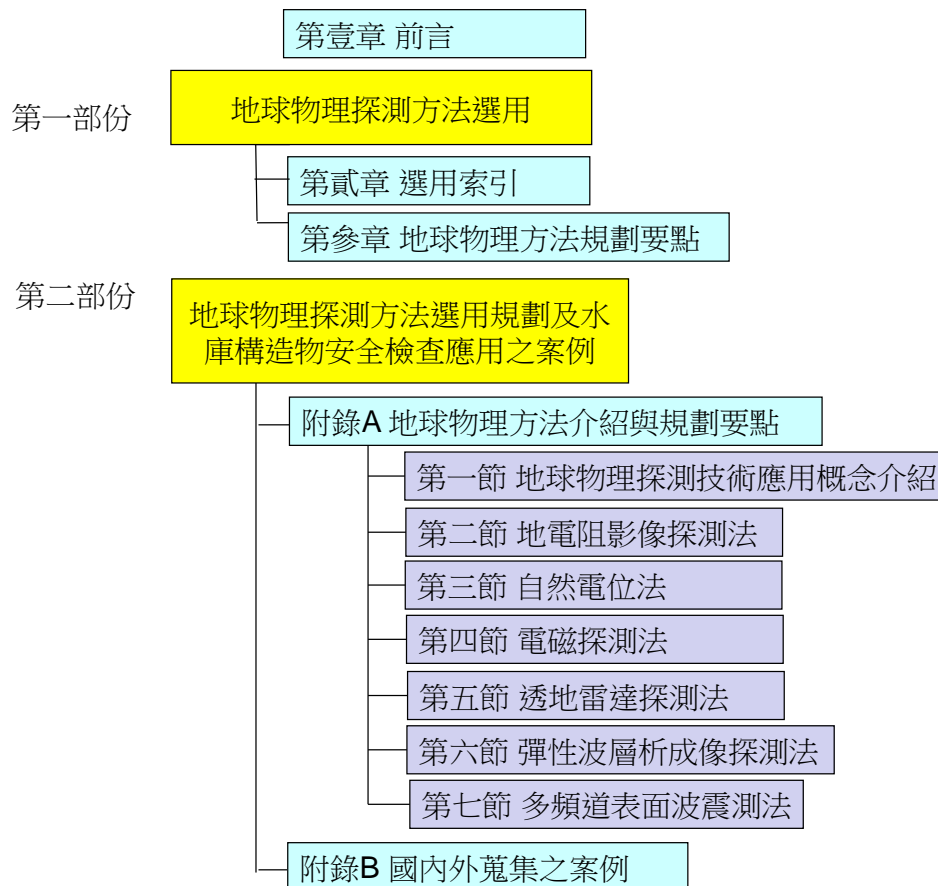 第壹章 前言
第一部份
地球物理探測方法選用
第貳章 選用索引
第參章 地球物理方法規劃要點
第二部份
地球物理探測方法選用規劃及水
庫構造物安全檢查應用之案例
附錄A 地球物理方法介紹與規劃要點
第一節 地球物理探測技術應用概念介紹
第二節 地電阻影像探測法
第三節 自然電位法
第四節 電磁探測法
第五節 透地雷達探測法
第六節 彈性波層析成像探測法
第七節 多頻道表面波震測法
附錄B 國內外蒐集之案例